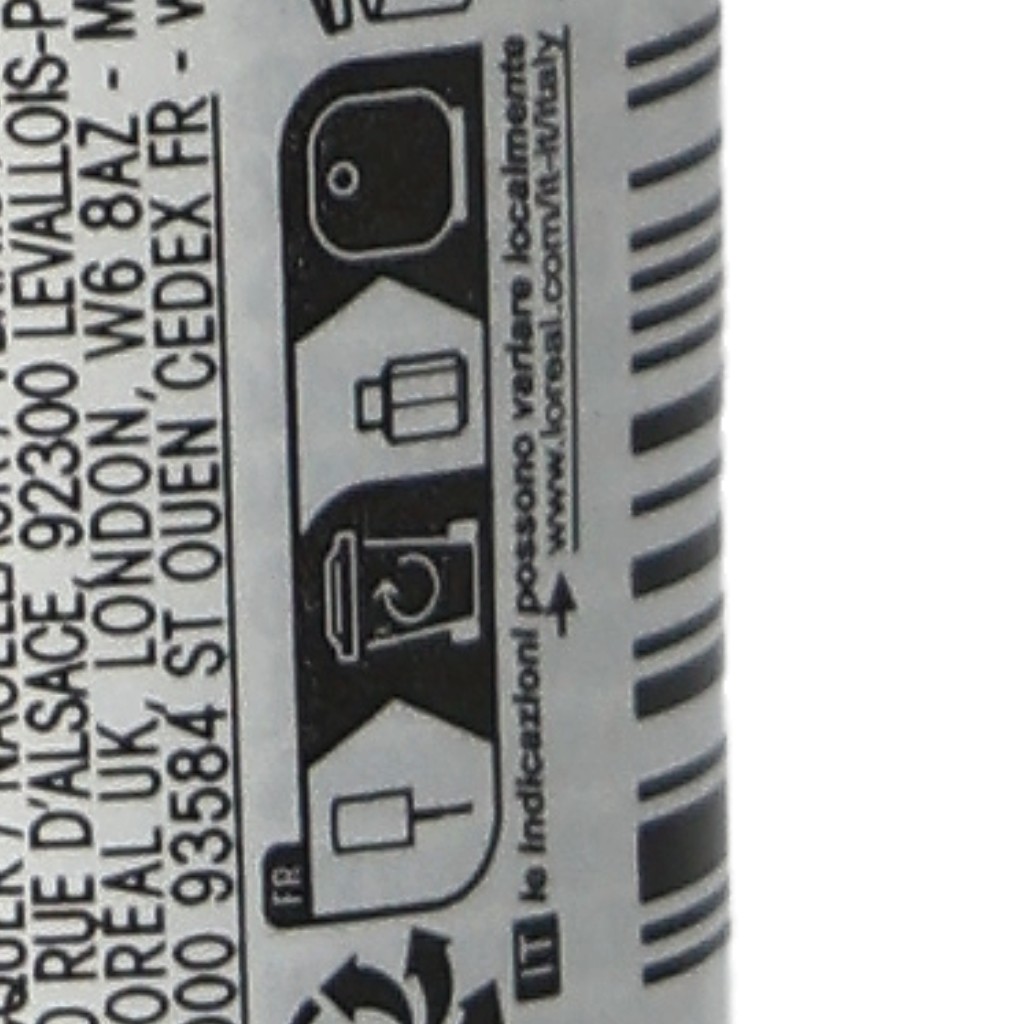 D RUE D'ALSACE, 92300 LEVALLOIS-P
OREAL UK, LONDON, W6 8AZ - M
000 93584 ST OUEN CEDEX FR -
FR
IT le indicazioni possono variare localmente
www.loreal.com/it-it/italy